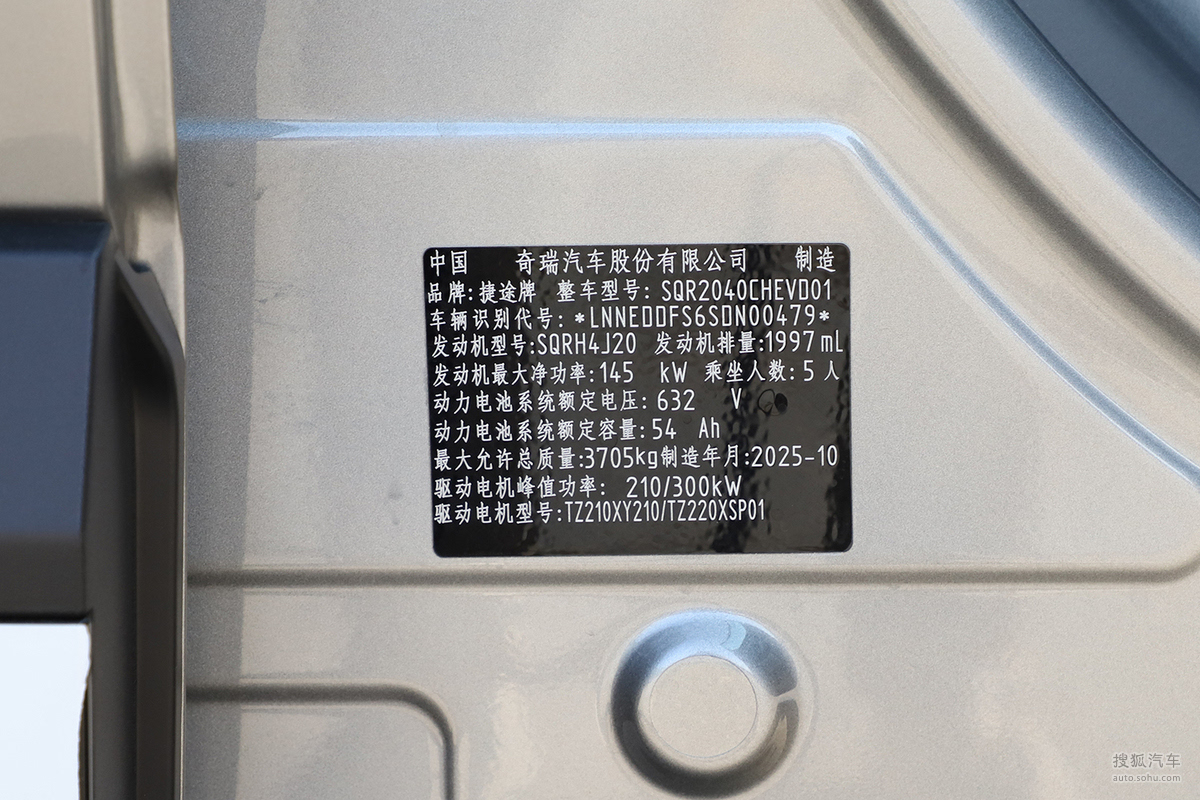 中国 奇瑞汽车股份有限公司 制造
品牌:捷途牌 整车型号: SQR2040CHEVD01
车辆识别代号: *LNNEDDFS6SDN00479*
发动机型号:SQRH4J20 发动机排量:1997mL
发动机最大净功率:145 kW 乘坐人数:5人
动力电池系统额定电压:632 V
动力电池系统额定容量:54 Ah
最大允许总质量:3705kg制造年月:2025-10
驱动电机峰值功率: 210/300kW
驱动电机型号:TZ210XY210/TZ220XSP01
搜狐汽车
auto.sohu.com